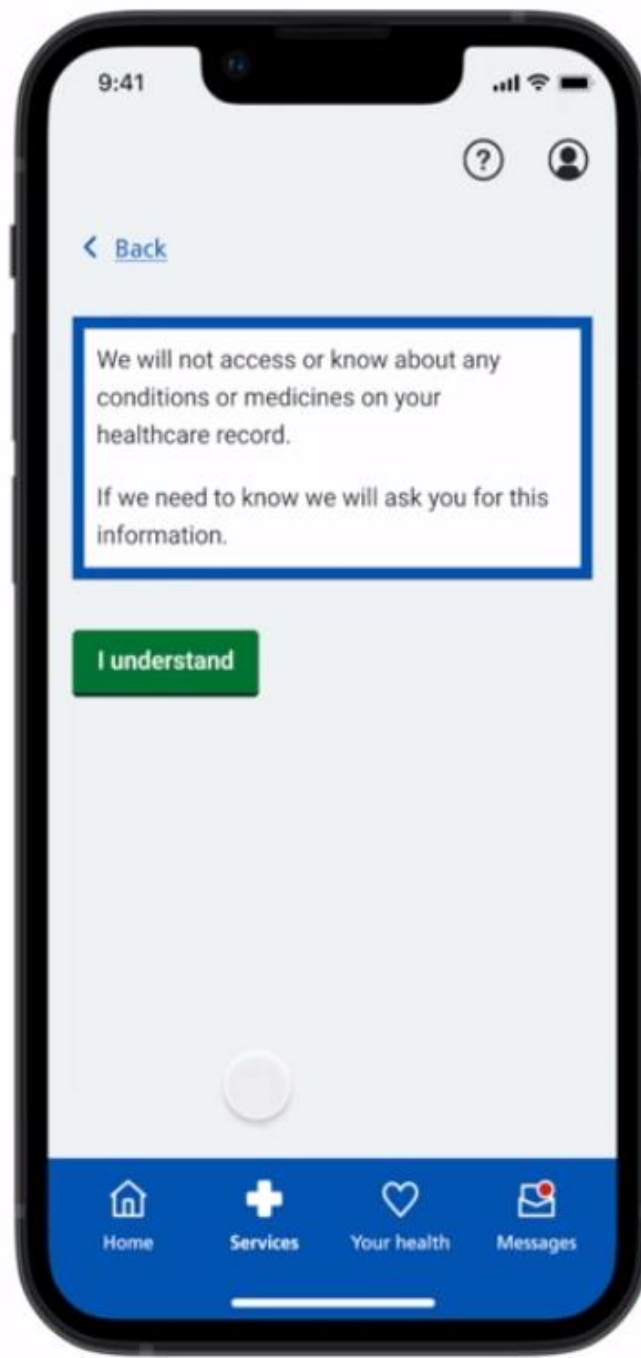 9:41
?
Back
We will not access or know about any
conditions or medicines on your
healthcare record.
If we need to know we will ask you for this
information.
I understand
Home
Services
Your health
Messages